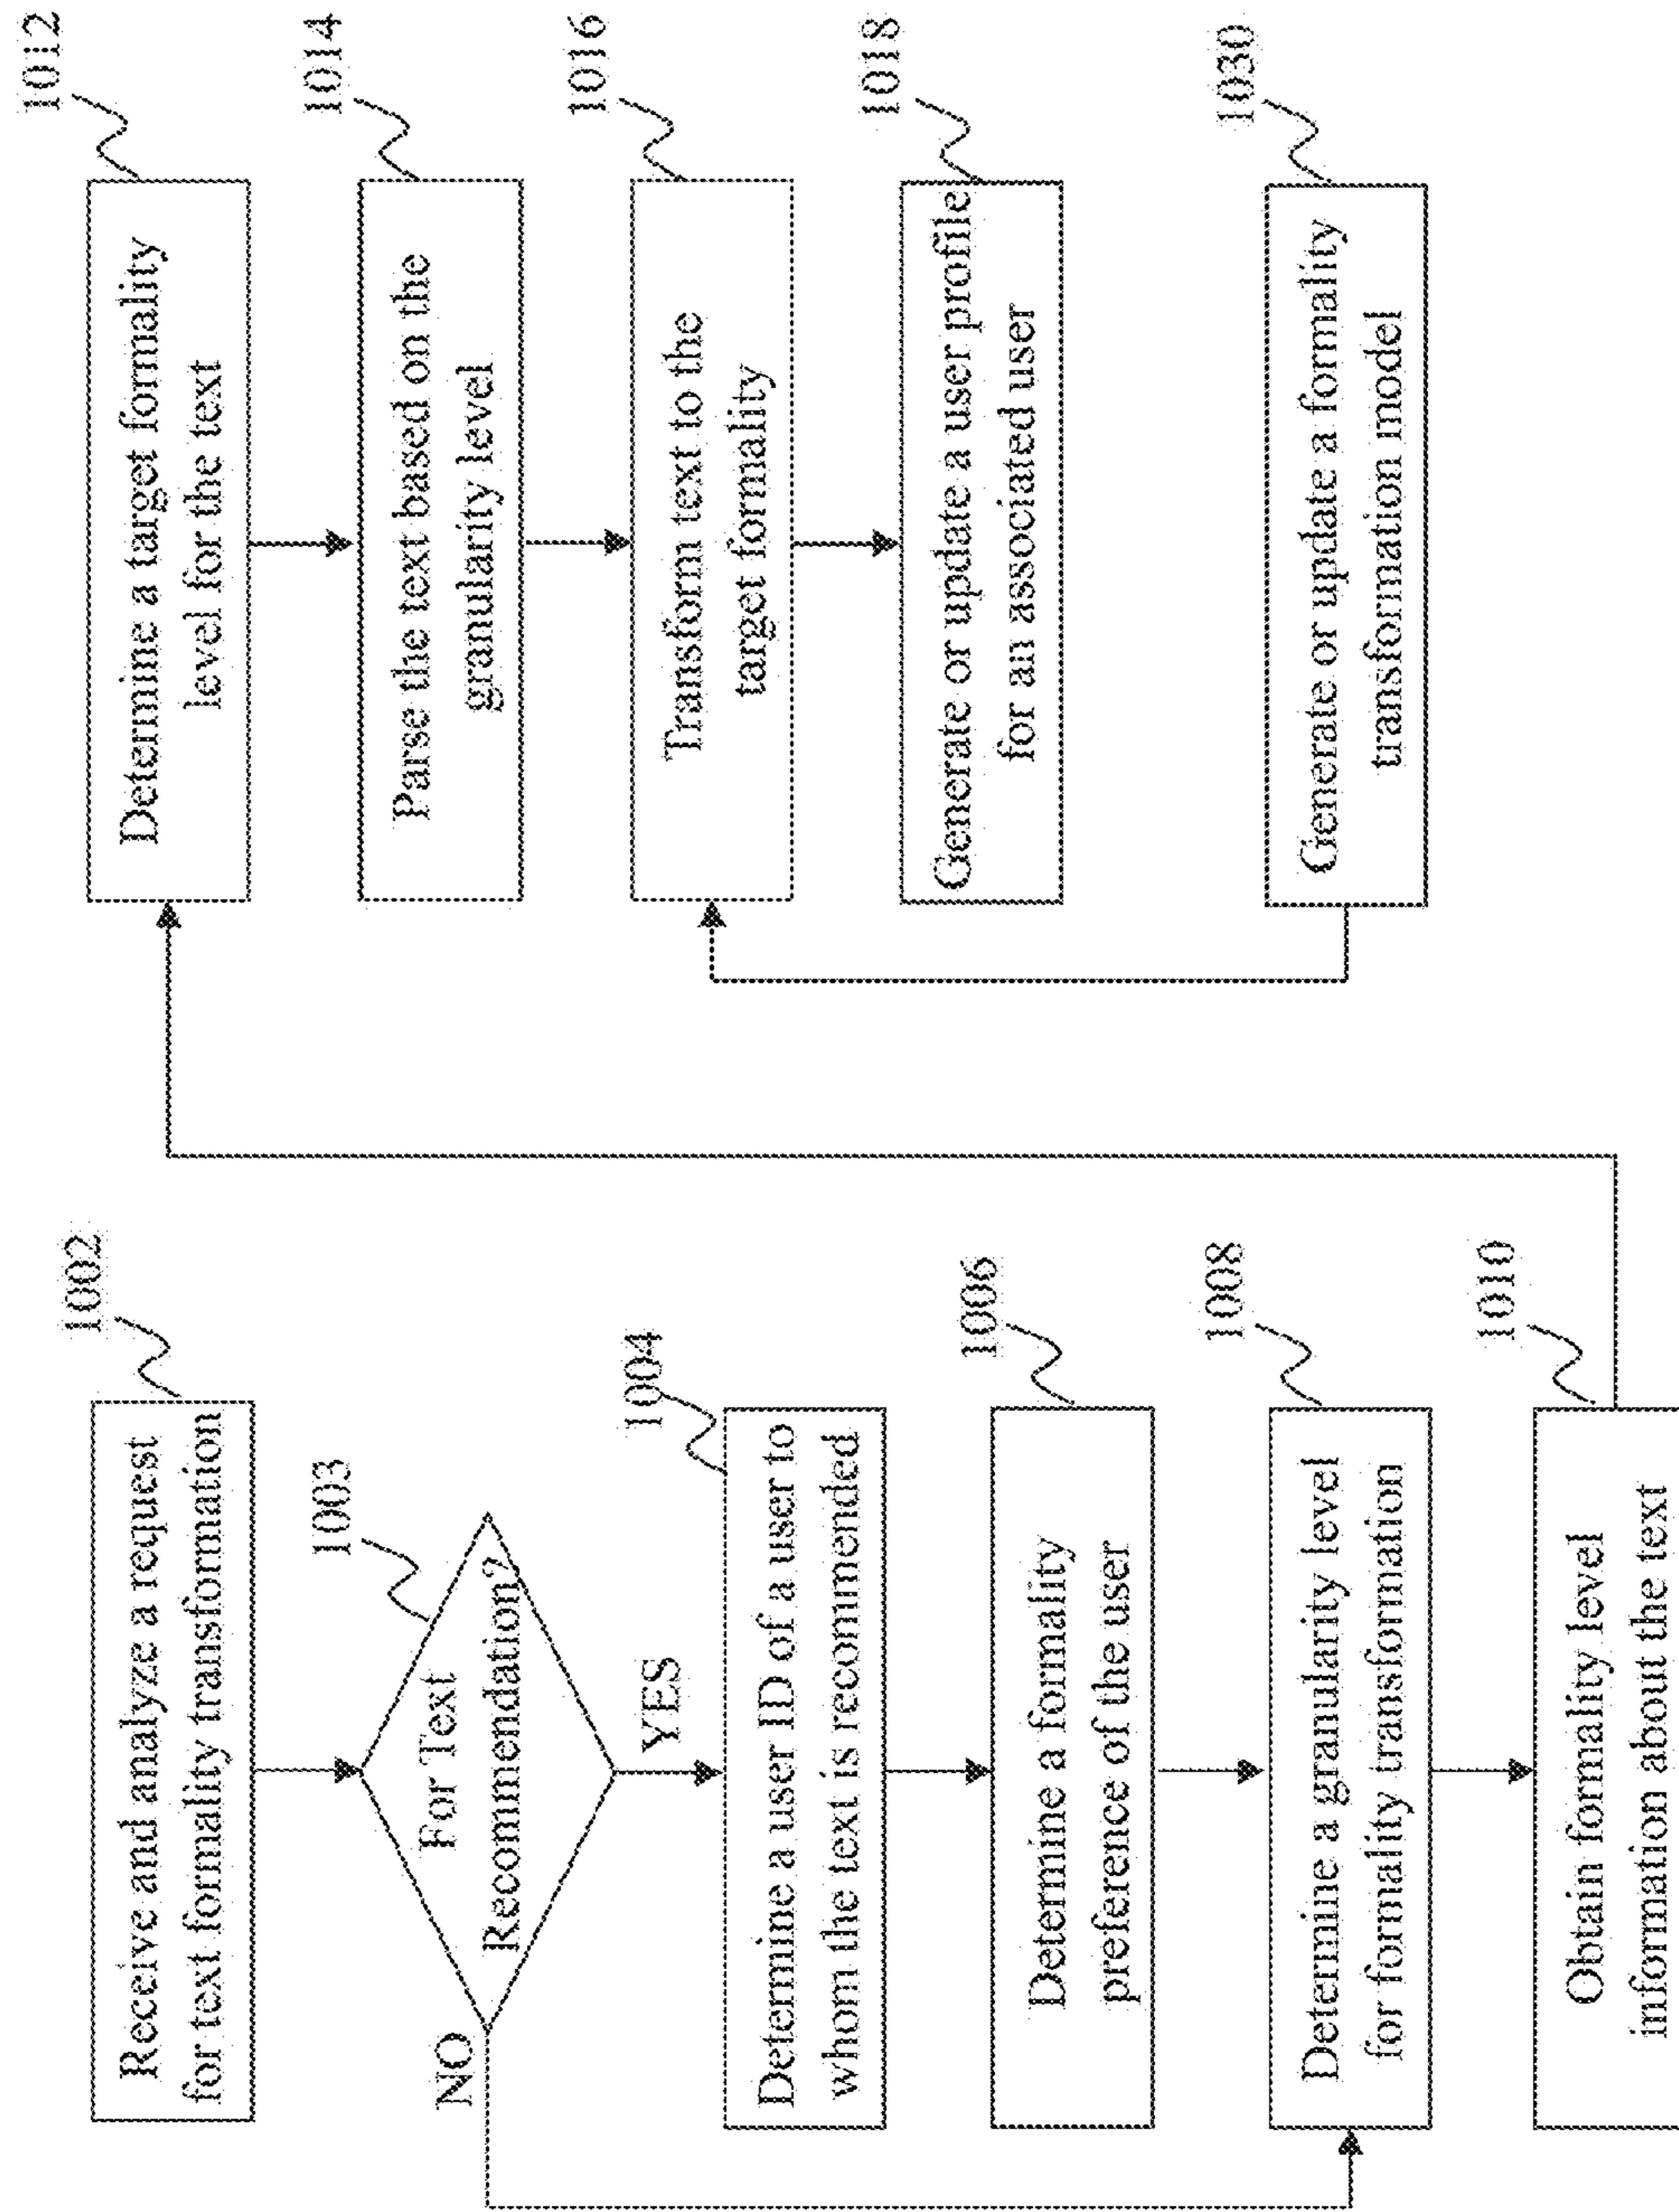 1002
Receive and analyze a request
for text formality transformation
1003
For Text
Recommendation?
NO
YES
1004
Determine a user ID of a user to
whom the text is recommended
1006
Determine a formality
preference of the user
1008
Determine a granularity level
for formality transformation
1010
Obtain formality level
information about the text
1012
Determine a target formality
level for the text
1014
Parse the text based on the
granularity level
1016
Transform text to the
target formality
1018
Generate or update a user profile
for an associated user
1030
Generate or update a formality
transformation model